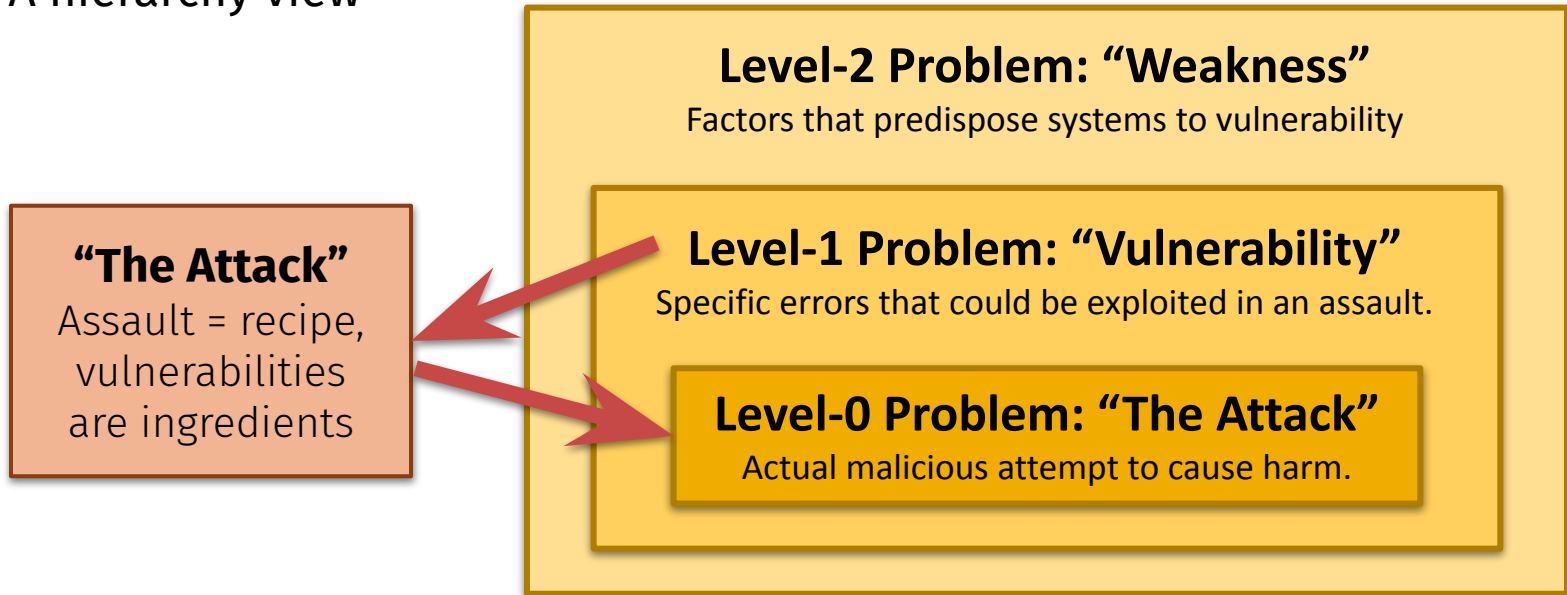 A hierarchy view
Level-2 Problem: “Weakness”
Factors that predispose systems to vulnerability
“The Attack”
Assault = recipe,
vulnerabilities
are ingredients
Level-1 Problem: “Vulnerability”
Specific errors that could be exploited in an assault.
Level-0 Problem: “The Attack”
Actual malicious attempt to cause harm.